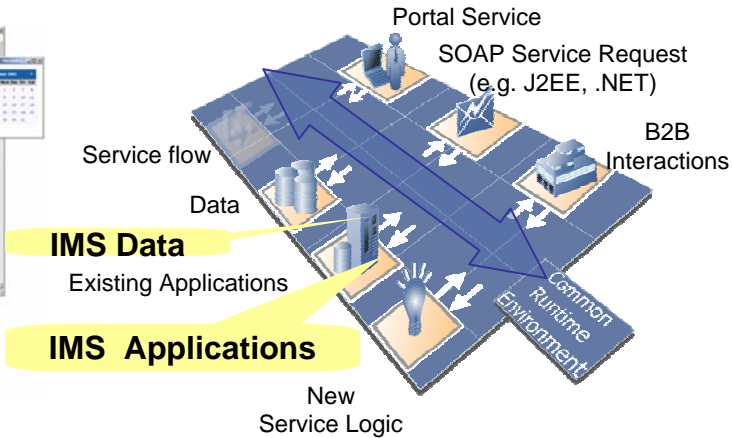 Portal Service
SOAP Service Request
(e.g. J2EE, .NET)
B2B
Interactions
Service flow
Data
IMS Data
Existing Applications
IMS Applications
New
Service Logic
Common
Runtime
Environment